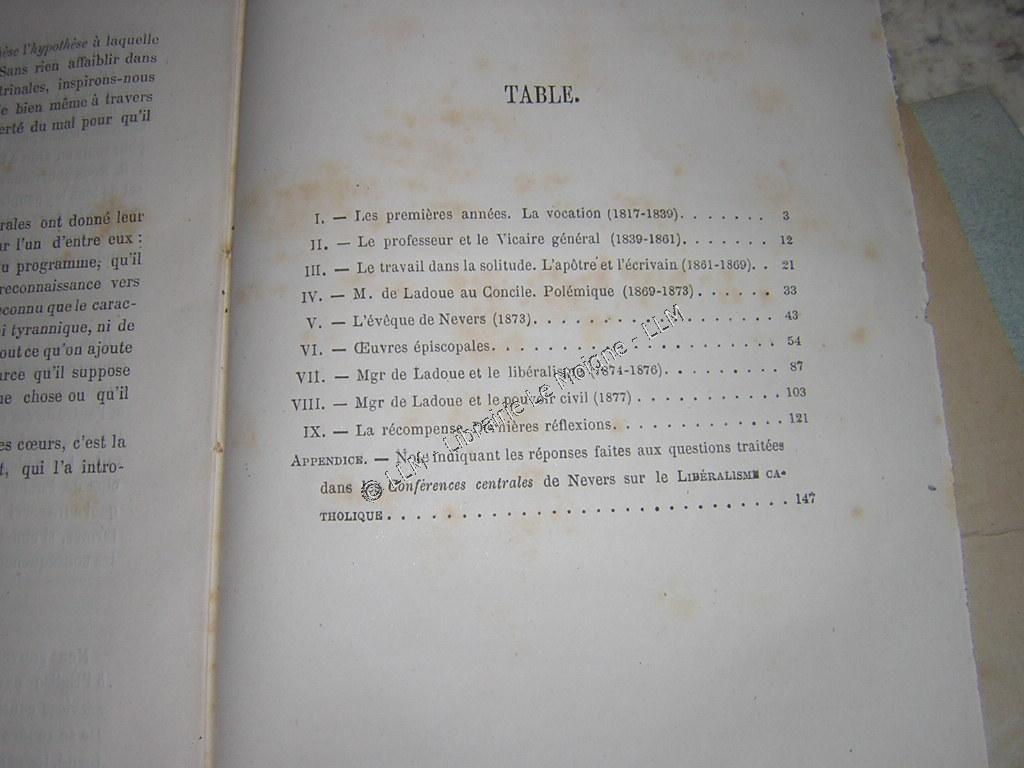 èse l'hypothèse à laquelle
Sans rien affaiblir dans
trinales, inspirons-nous
e bien même à travers
erté du mal pour qu'il
rales ont donné leur
ar l'un d'entre eux :
u programme, qu'il
reconnaissance vers
econnu que le carac-
i tyrannique, ni de
out ce qu'on ajoute
rce qu'il suppose
ne chose ou qu'il
es cœurs, c'est la
t, qui l'a intro-
TABLE.
I. — Les premières années. La vocation (1817-1839). . . . . . . 3
II. — Le professeur et le Vicaire général (1839-1861). . . . . . . 12
III. — Le travail dans la solitude. L'apôtre et l'écrivain (1861-1869). . 21
IV. — M. de Ladoue au Concile. Polémique (1869-1873) . . . . . . 33
V. — L'évêque de Nevers (1873). . . . . . . . . . . . . . . 43
VI. — Œuvres épiscopales. . . . . . . . . . . . . . . . . . 54
VII. — Mgr de Ladoue et le libéralisme (1874-1876). . . . . . . . 87
VIII. — Mgr de Ladoue et le pouvoir civil (1877) . . . . . . . . . 103
IX. — La récompense. Dernières réflexions. . . . . . . . . . . 121
APPENDICE. — Note indiquant les réponses faites aux questions traitées
dans les Conférences centrales de Nevers sur le LIBÉRALISME CA-
THOLIQUE . . . . . . . . . . . . . . . . . . . . . . . . 147
© LLM - Librairie Le Moigne - LLM